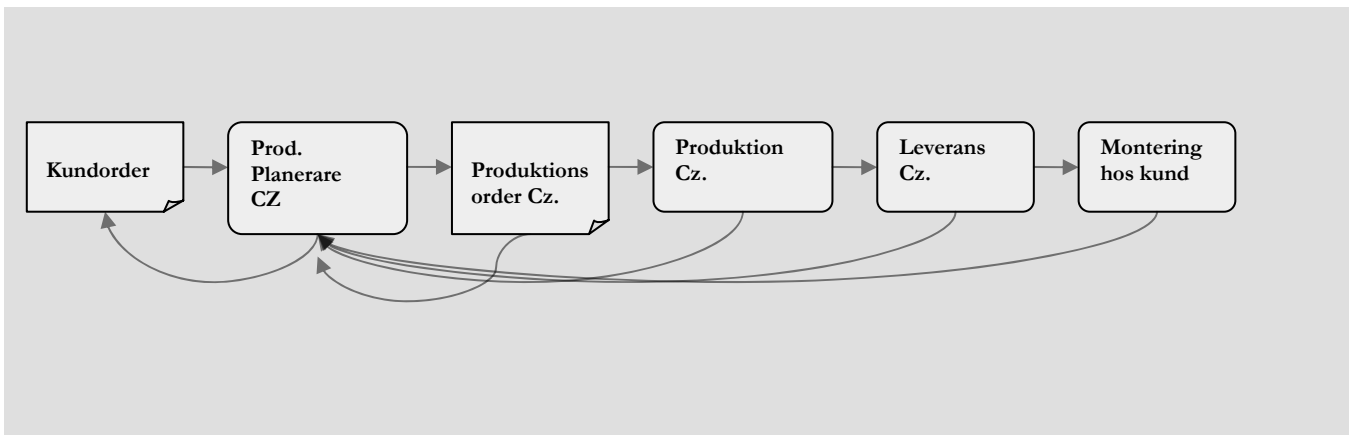 Kundorder
Prod.
Planerare
CZ
Produktions
order Cz.
Produktion
Cz.
Leverans
Cz.
Montering
hos kund